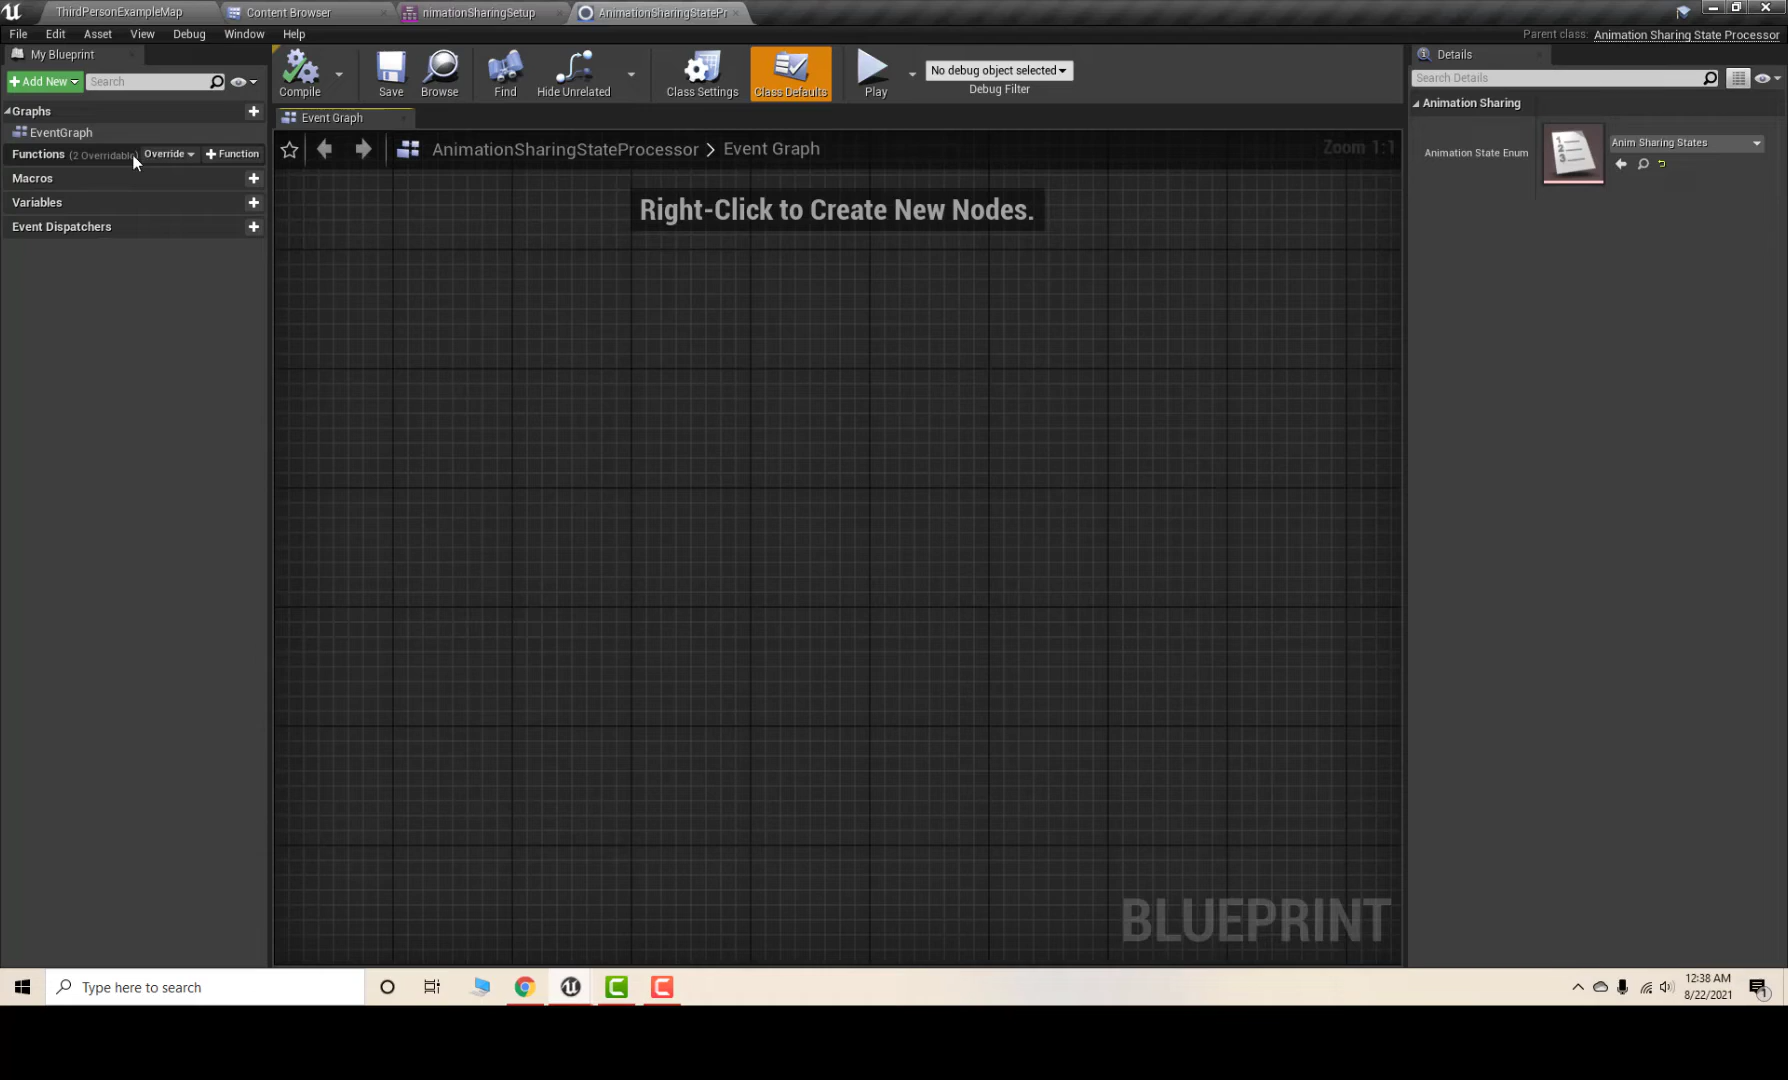 ThirdPersonExampleMap
Content Browser
nimationSharingSetup
AnimationSharingStatePr
File
Edit
Asset
View
Debug
Window
Help
Parent class: Animation Sharing State Processor
My Blueprint
Add New
Search
Graphs
EventGraph
Functions (2 Overridable) Override Function
Macros
Variables
Event Dispatchers
Compile
Save
Browse
Find
Hide Unrelated
Class Settings
Class Defaults
Play
No debug object selected
Debug Filter
Event Graph
AnimationSharingStateProcessor > Event Graph
Zoom 1:1
Right-Click to Create New Nodes.
BLUEPRINT
Details
Search Details
Animation Sharing
Animation State Enum
Anim Sharing States
Type here to search
12:38 AM
8/22/2021
1